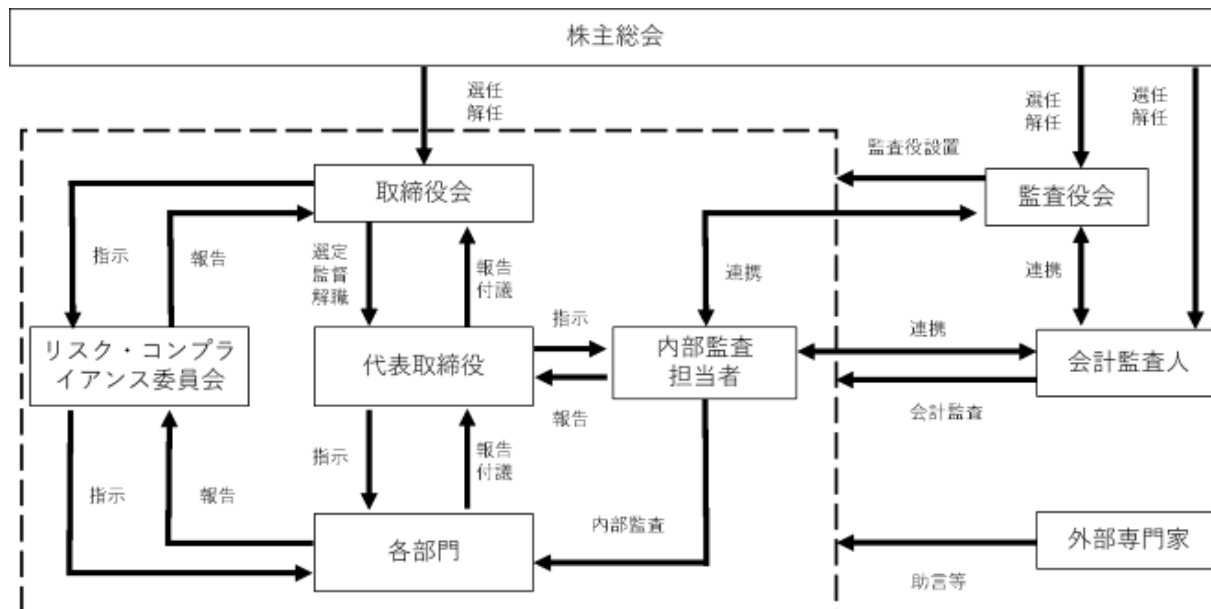 株主総会
選任
解任
選任
解任
選任
解任
監査役設置
取締役会
監査役会
指示
報告
選定
監督
解職
報告
付議
連携
連携
リスク・コンプラ
イアンス委員会
代表取締役
指示
報告
内部監査
担当者
連携
会計監査人
会計監査
指示
報告
指示
報告
付議
内部監査
各部門
外部専門家
助言等